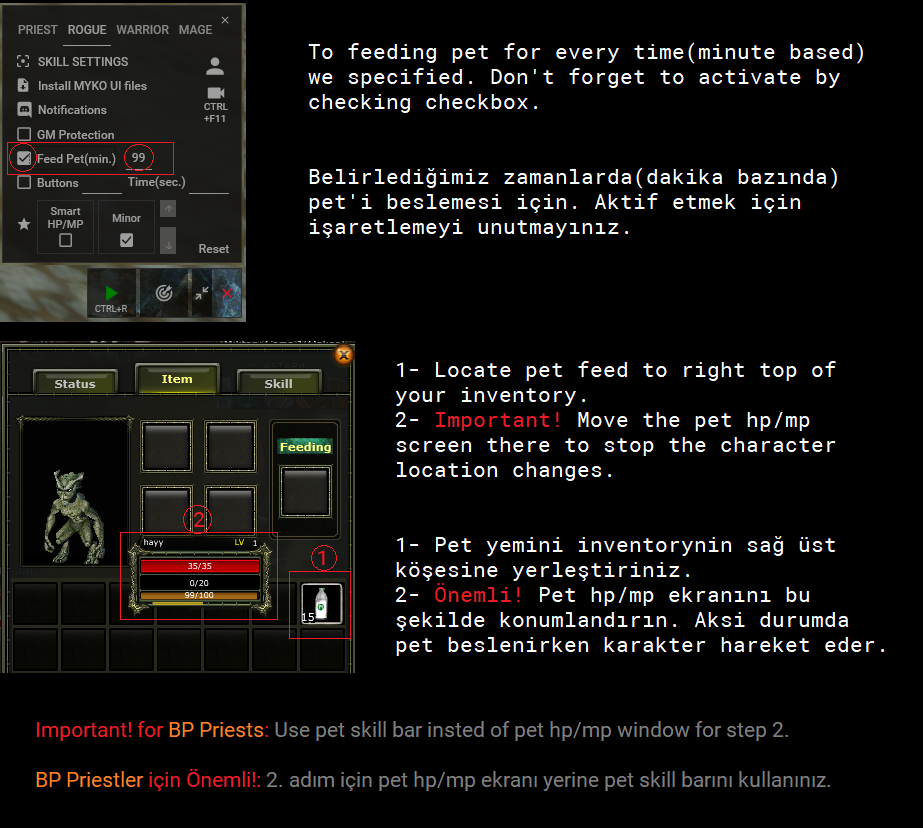 PRIEST ROGUE WARRIOR MAGE
SKILL SETTINGS
Install MYKO UI files
Notifications
CTRL
+F11
GM Protection
Feed Pet(min.) 99
Buttons Time(sec.)
Smart
HP/MP
Minor
Reset
CTRL+R
To feeding pet for every time(minute based)
we specified. Don't forget to activate by
checking checkbox.
Belirlediğimiz zamanlarda(dakika bazında)
pet'i beslemesi için. Aktif etmek için
işaretlemeyi unutmayınız.
Status Item Skill
Feeding
2
hayy LV 1
35/35
0/20
99/100
1
15
1- Locate pet feed to right top of
your inventory.
2- Important! Move the pet hp/mp
screen there to stop the character
location changes.
1- Pet yemini inventorynin sağ üst
köşesine yerleştiriniz.
2- Önemli! Pet hp/mp ekranını bu
şekilde konumlandırın. Aksi durumda
pet beslenirken karakter hareket eder.
Important! for BP Priests: Use pet skill bar insted of pet hp/mp window for step 2.
BP Priestler için Önemli!: 2. adım için pet hp/mp ekranı yerine pet skill barını kullanınız.